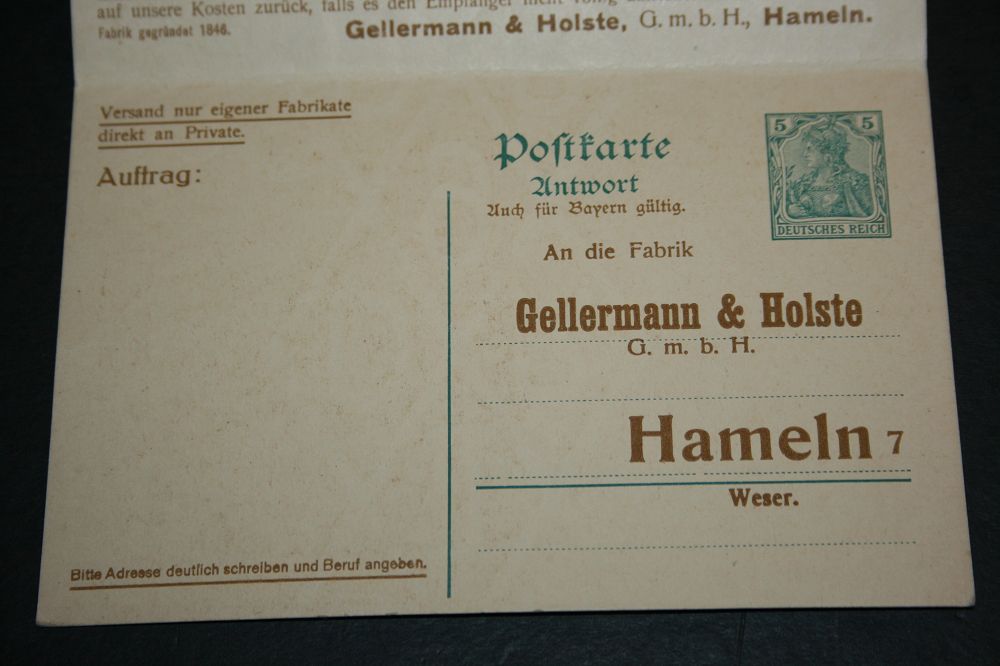 auf unsere Kosten zurück, falls es den Empfänger nicht völlig
Fabrik gegründet 1846.
Gellermann & Holste, G. m. b. H., Hameln.
Versand nur eigener Fabrikate
direkt an Private.
Auftrag:
Bitte Adresse deutlich schreiben und Beruf angeben.
Postkarte
Antwort
Auch für Bayern gültig.
5 5
DEUTSCHES REICH
An die Fabrik
Gellermann & Holste
G. m. b. H.
Hameln 7
Weser.